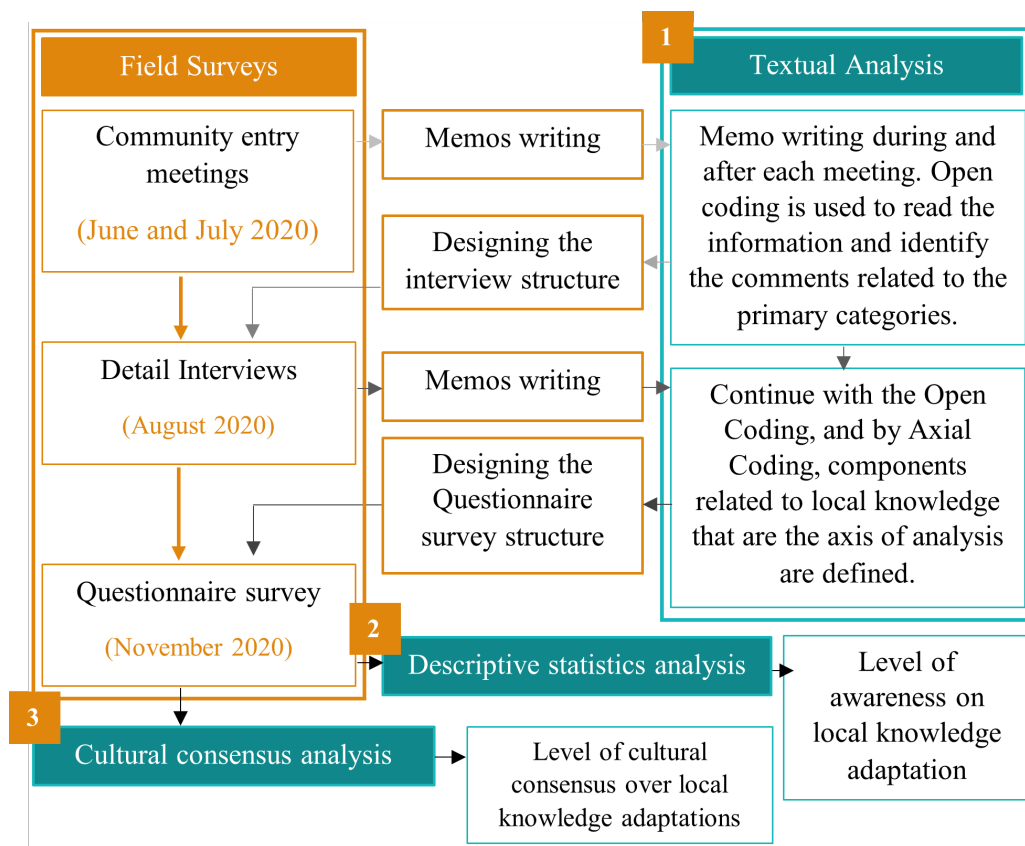 1
Field Surveys
Textual Analysis
Community entry
meetings
(June and July 2020)
Memos writing
Memo writing during and
after each meeting. Open
coding is used to read the
information and identify
the comments related to the
primary categories.
Designing the
interview structure
Detail Interviews
(August 2020)
Memos writing
Continue with the Open
Coding, and by Axial
Coding, components
related to local knowledge
that are the axis of analysis
are defined.
Designing the
Questionnaire
survey structure
Questionnaire survey
(November 2020)
2
Descriptive statistics analysis
Level of
awareness on
local knowledge
adaptation
3
Cultural consensus analysis
Level of cultural
consensus over local
knowledge adaptations